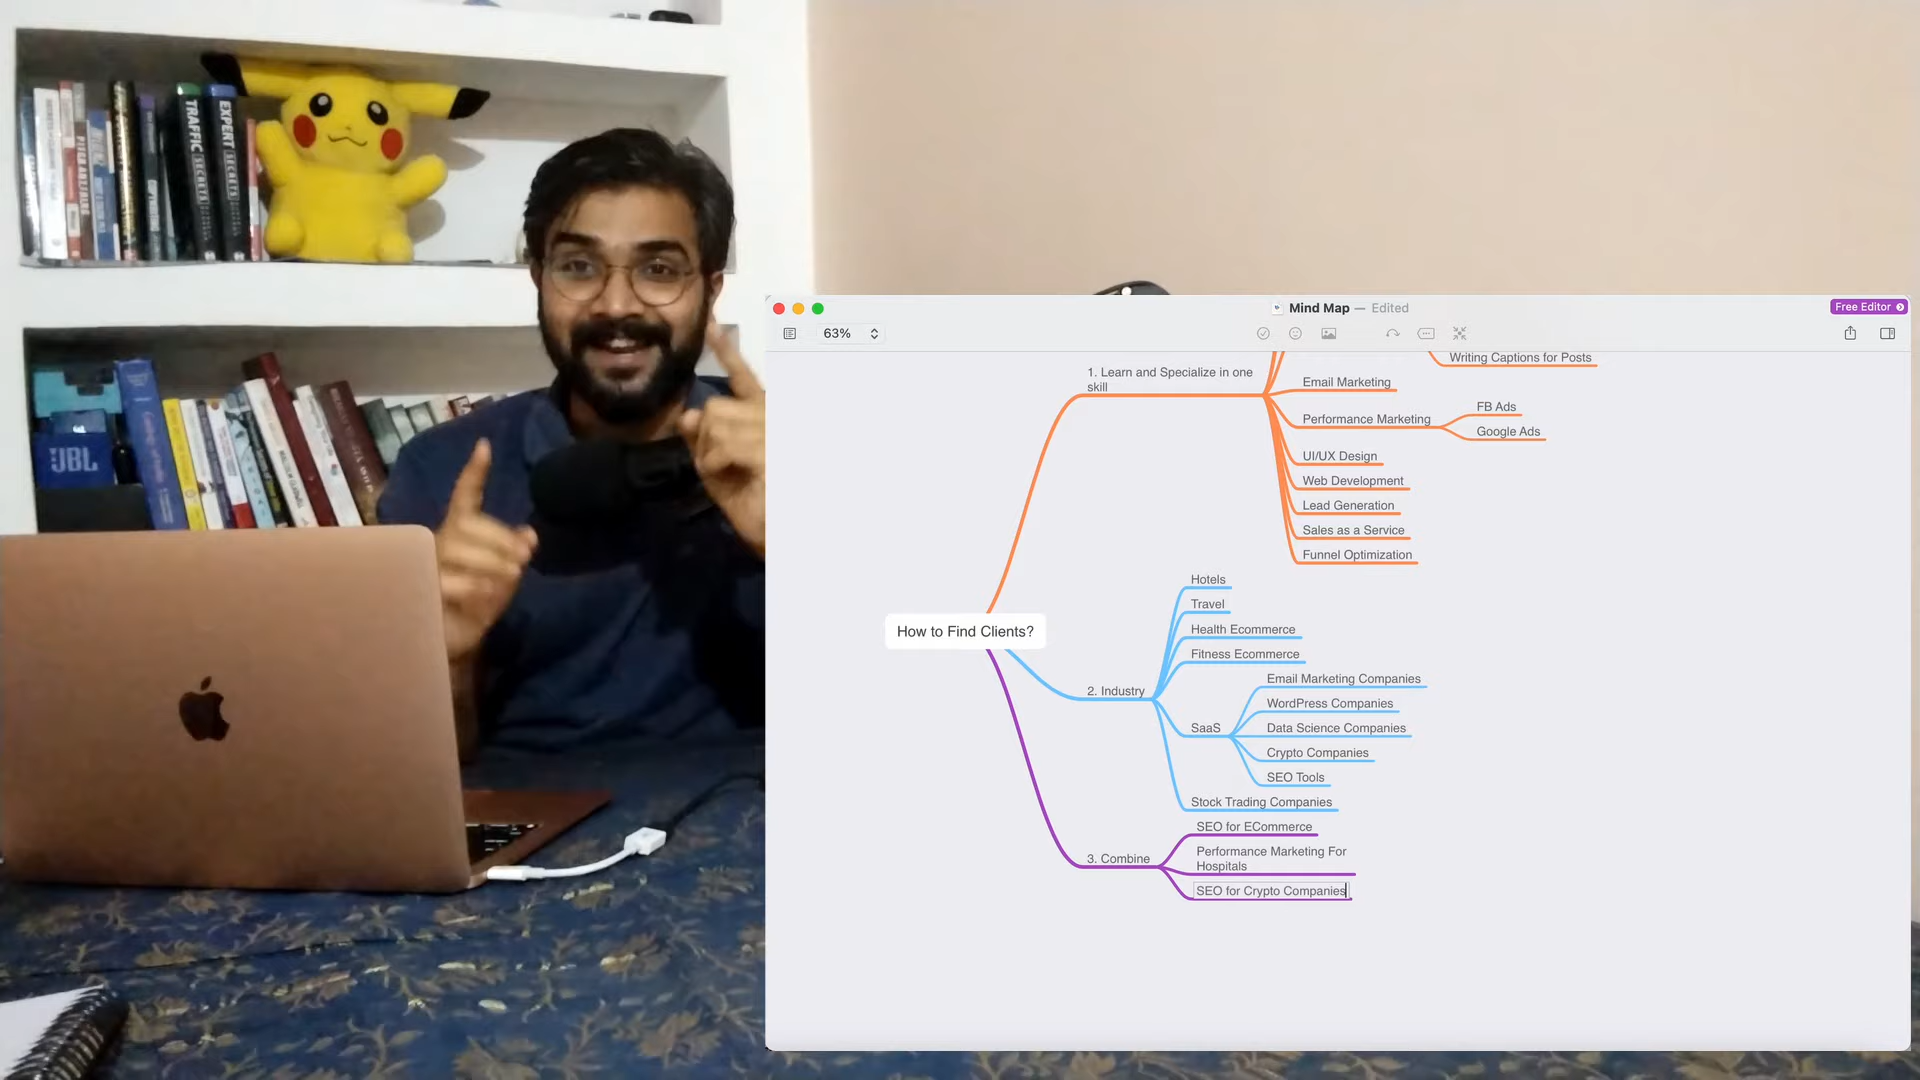 TRAFFIC SECRETS
EXPERT SECRETS
JBL
Mind Map — Edited
Free Editor
63%
Writing Captions for Posts
1. Learn and Specialize in one
skill
Email Marketing
Performance Marketing
FB Ads
Google Ads
UI/UX Design
Web Development
Lead Generation
Sales as a Service
Funnel Optimization
How to Find Clients?
Hotels
Travel
Health Ecommerce
Fitness Ecommerce
2. Industry
SaaS
Email Marketing Companies
WordPress Companies
Data Science Companies
Crypto Companies
SEO Tools
Stock Trading Companies
3. Combine
SEO for ECommerce
Performance Marketing For
Hospitals
SEO for Crypto Companies